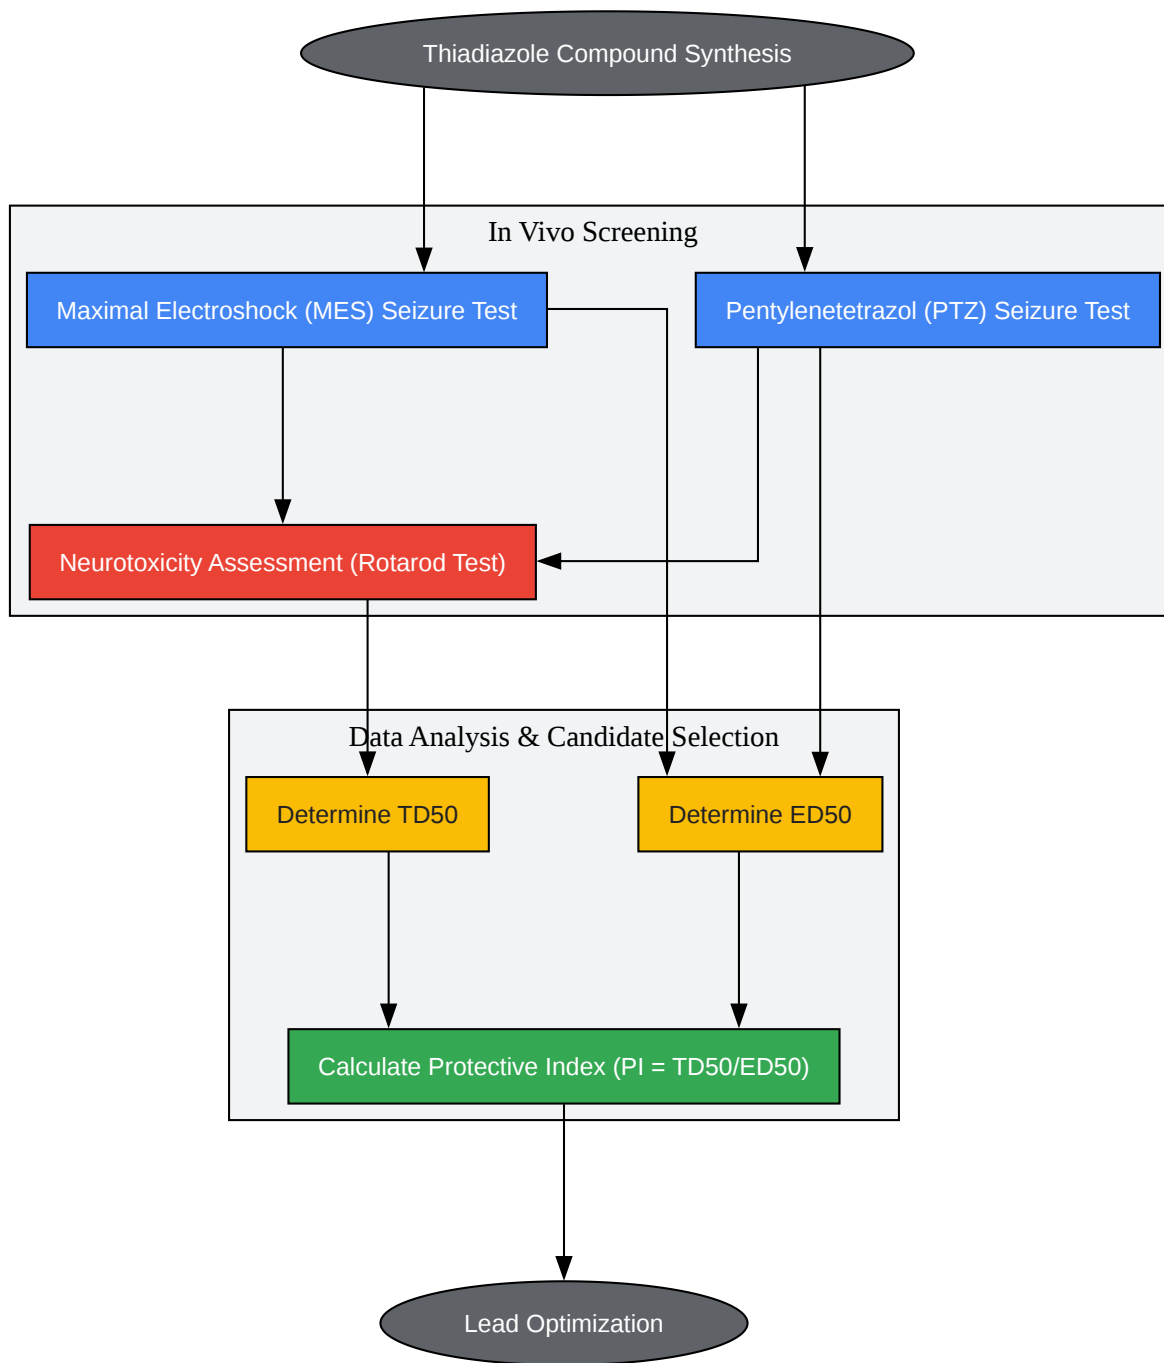 Thiadiazole Compound Synthesis
In Vivo Screening
Maximal Electroshock (MES) Seizure Test
Pentylenetetrazol (PTZ) Seizure Test
Neurotoxicity Assessment (Rotarod Test)
Data Analysis & Candidate Selection
Determine TD50
Determine ED50
Calculate Protective Index (PI = TD50/ED50)
Lead Optimization